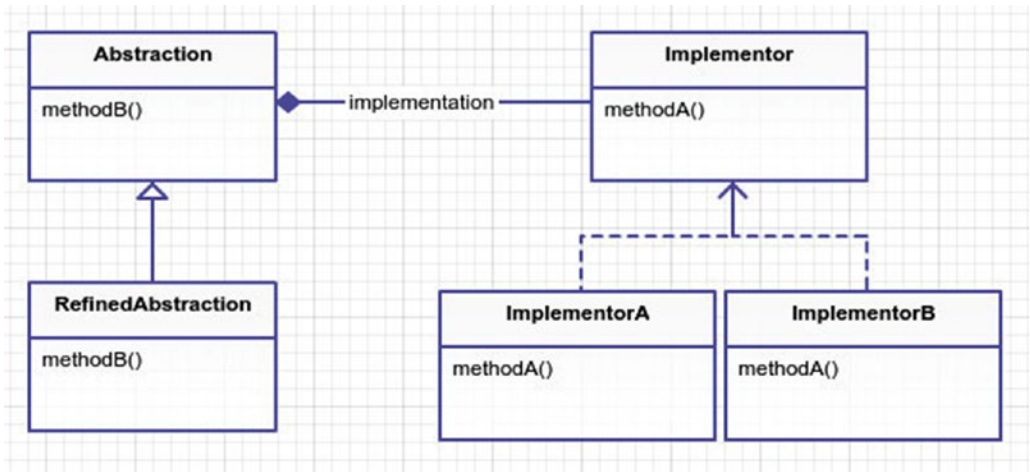 Abstraction
methodB()
implementation
Implementor
methodA()
RefinedAbstraction
methodB()
ImplementorA
methodA()
ImplementorB
methodA()